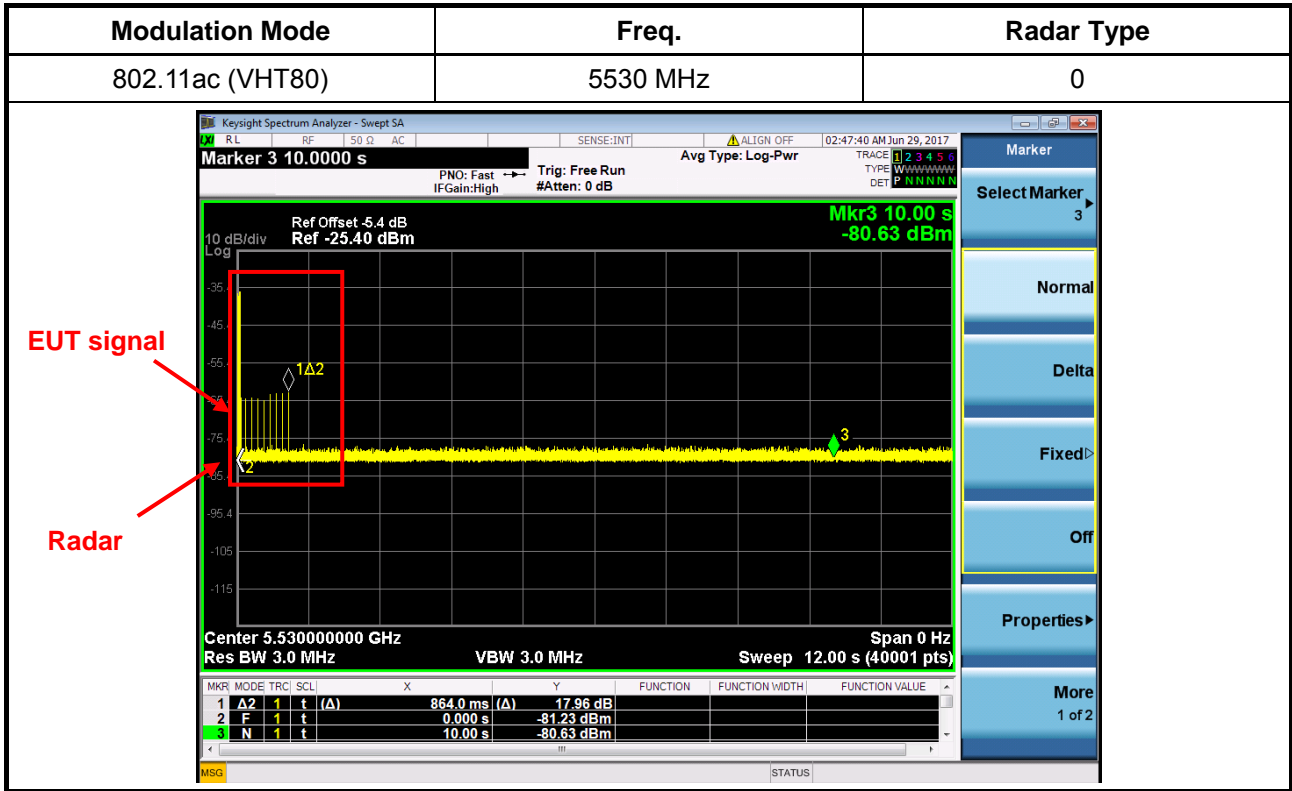 Modulation Mode Freq. Radar Type
802.11ac (VHT80) 5530 MHz 0
Keysight Spectrum Analyzer - Swept SA
LXI RL RF 50 Ω AC SENSE:INT ALIGN OFF 02:47:40 AM Jun 29, 2017
Marker 3 10.0000 s
PNO: Fast
IFGain:High
Trig: Free Run
#Atten: 0 dB
Avg Type: Log-Pwr
TRACE 1 2 3 4 5 6
TYPE WWWWWW
DET P N N N N N
Marker
Select Marker
3
Normal
Delta
Fixed
Off
Properties
More
1 of 2
Mkr3 10.00 s
-80.63 dBm
Ref Offset -5.4 dB
10 dB/div Ref -25.40 dBm
Log
-35.4
-45.4
-55.4
-75.4
-95.4
-105
-115
1Δ2
2
3
EUT signal
Radar
Center 5.530000000 GHz Span 0 Hz
Res BW 3.0 MHz VBW 3.0 MHz Sweep 12.00 s (40001 pts)
MKR MODE TRC SCL X Y FUNCTION FUNCTION WIDTH FUNCTION VALUE
1 Δ2 1 t (Δ) 864.0 ms (Δ) 17.96 dB
2 F 1 t 0.000 s -81.23 dBm
3 N 1 t 10.00 s -80.63 dBm
MSG STATUS